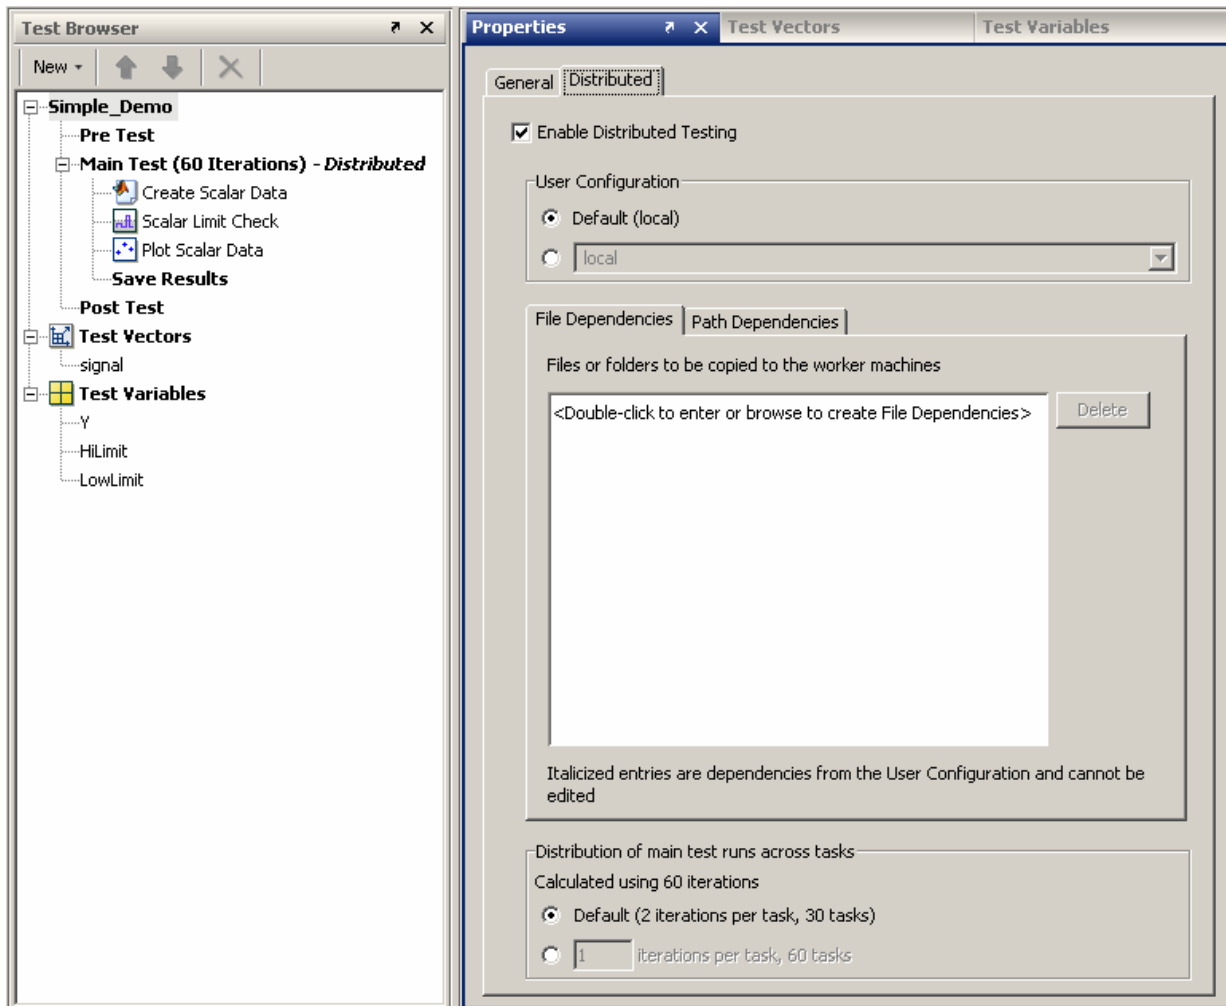 Test Browser
New
Simple_Demo
Pre Test
Main Test (60 Iterations) - Distributed
Create Scalar Data
Scalar Limit Check
Plot Scalar Data
Save Results
Post Test
Test Vectors
signal
Test Variables
Y
HiLimit
LowLimit
Properties
Test Vectors
Test Variables
General
Distributed
Enable Distributed Testing
User Configuration
Default (local)
local
File Dependencies
Path Dependencies
Files or folders to be copied to the worker machines
<Double-click to enter or browse to create File Dependencies>
Delete
Italicized entries are dependencies from the User Configuration and cannot be
edited
Distribution of main test runs across tasks
Calculated using 60 iterations
Default (2 iterations per task, 30 tasks)
1 iterations per task, 60 tasks